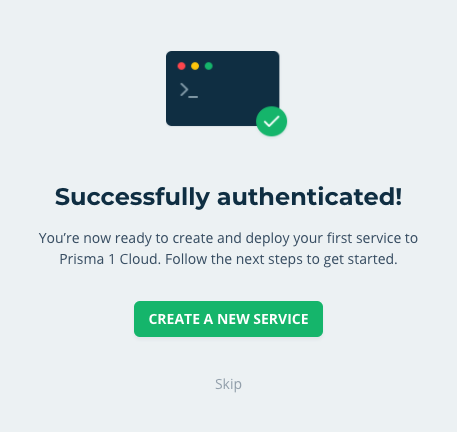 >_
Successfully authenticated!
You’re now ready to create and deploy your first service to
Prisma 1 Cloud. Follow the next steps to get started.
CREATE A NEW SERVICE
Skip